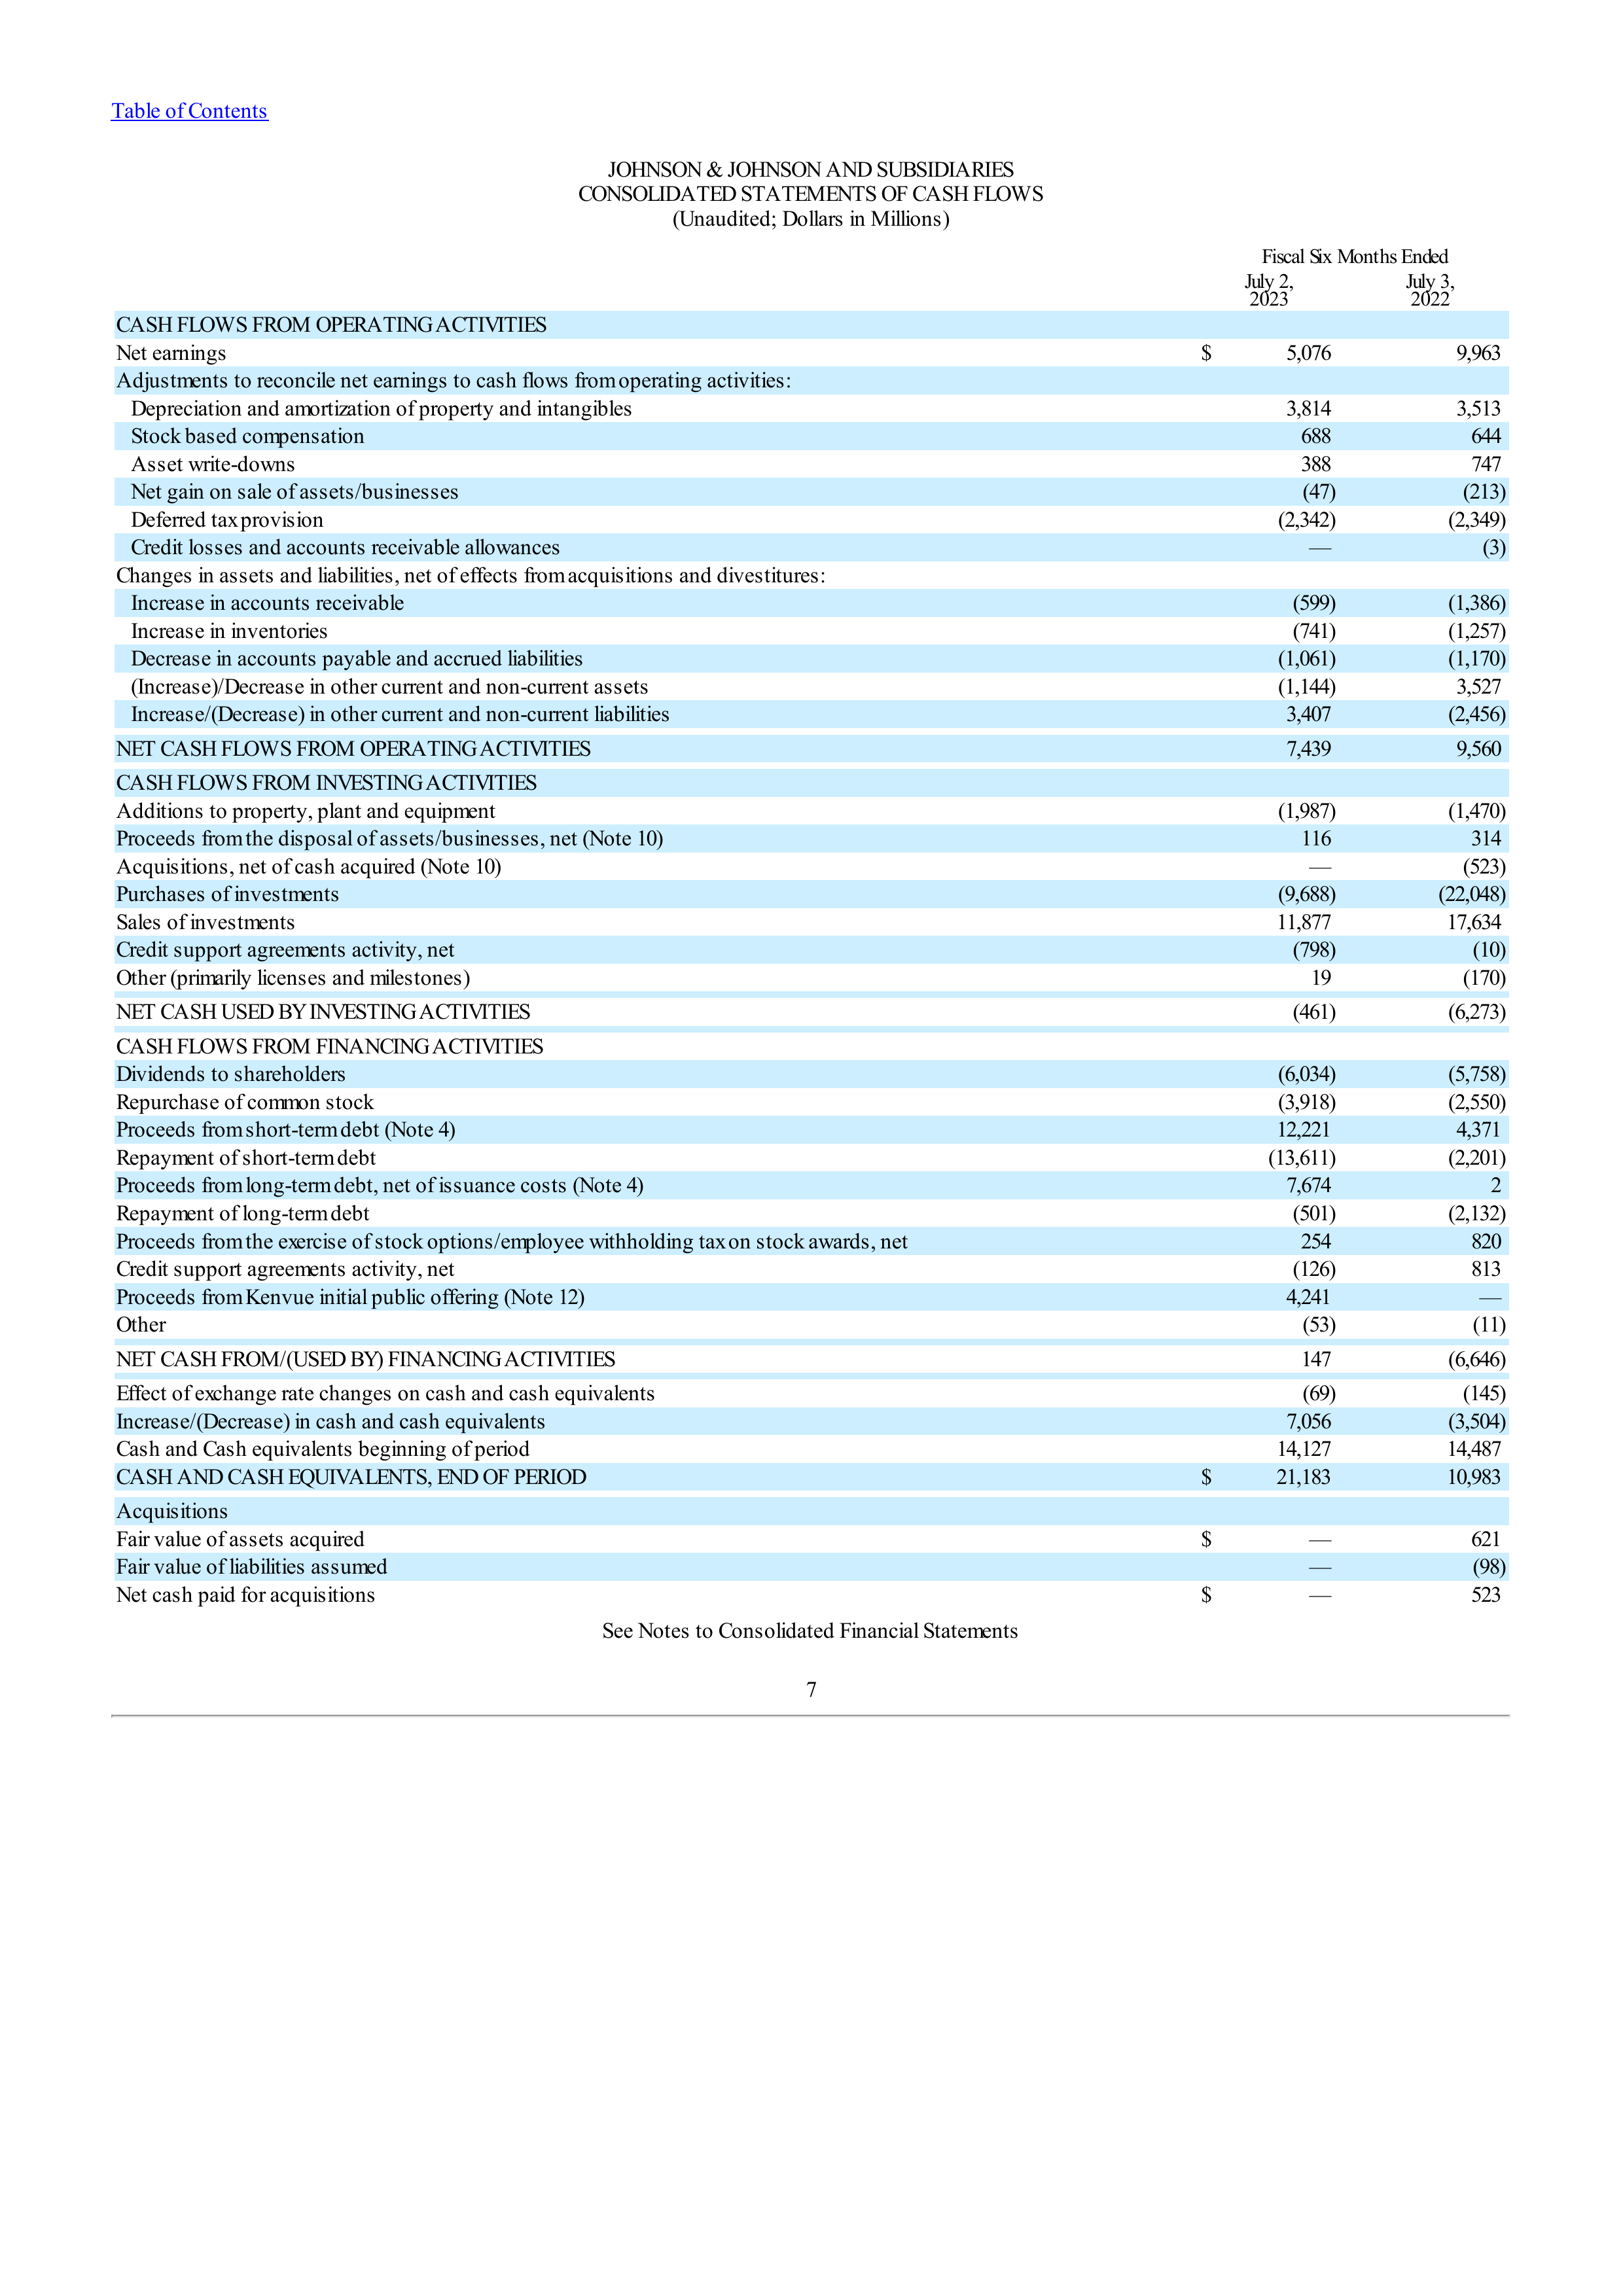 Table of Contents
JOHNSON & JOHNSON AND SUBSIDIARIES
CONSOLIDATED STATEMENTS OF CASH FLOWS
(Unaudited; Dollars in Millions)
Fiscal Six Months Ended
July 2, 2023 July 3, 2022
CASH FLOWS FROM OPERATING ACTIVITIES
Net earnings $ 5,076 9,963
Adjustments to reconcile net earnings to cash flows from operating activities:
Depreciation and amortization of property and intangibles 3,814 3,513
Stock based compensation 688 644
Asset write-downs 388 747
Net gain on sale of assets/businesses (47) (213)
Deferred tax provision (2,342) (2,349)
Credit losses and accounts receivable allowances — (3)
Changes in assets and liabilities, net of effects from acquisitions and divestitures:
Increase in accounts receivable (599) (1,386)
Increase in inventories (741) (1,257)
Decrease in accounts payable and accrued liabilities (1,061) (1,170)
(Increase)/Decrease in other current and non-current assets (1,144) 3,527
Increase/(Decrease) in other current and non-current liabilities 3,407 (2,456)
NET CASH FLOWS FROM OPERATING ACTIVITIES 7,439 9,560
CASH FLOWS FROM INVESTING ACTIVITIES
Additions to property, plant and equipment (1,987) (1,470)
Proceeds from the disposal of assets/businesses, net (Note 10) 116 314
Acquisitions, net of cash acquired (Note 10) — (523)
Purchases of investments (9,688) (22,048)
Sales of investments 11,877 17,634
Credit support agreements activity, net (798) (10)
Other (primarily licenses and milestones) 19 (170)
NET CASH USED BY INVESTING ACTIVITIES (461) (6,273)
CASH FLOWS FROM FINANCING ACTIVITIES
Dividends to shareholders (6,034) (5,758)
Repurchase of common stock (3,918) (2,550)
Proceeds from short-term debt (Note 4) 12,221 4,371
Repayment of short-term debt (13,611) (2,201)
Proceeds from long-term debt, net of issuance costs (Note 4) 7,674 2
Repayment of long-term debt (501) (2,132)
Proceeds from the exercise of stock options/employee withholding tax on stock awards, net 254 820
Credit support agreements activity, net (126) 813
Proceeds from Kenvue initial public offering (Note 12) 4,241 —
Other (53) (11)
NET CASH FROM/(USED BY) FINANCING ACTIVITIES 147 (6,646)
Effect of exchange rate changes on cash and cash equivalents (69) (145)
Increase/(Decrease) in cash and cash equivalents 7,056 (3,504)
Cash and Cash equivalents beginning of period 14,127 14,487
CASH AND CASH EQUIVALENTS, END OF PERIOD $ 21,183 10,983
Acquisitions
Fair value of assets acquired $ — 621
Fair value of liabilities assumed — (98)
Net cash paid for acquisitions $ — 523
See Notes to Consolidated Financial Statements
7